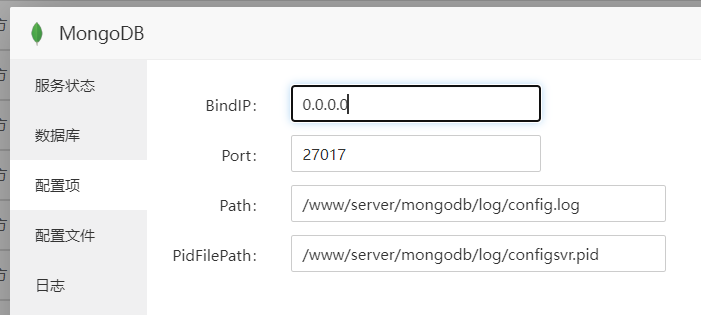 MongoDB
服务状态
数据库
配置项
配置文件
日志
BindIP:
0.0.0.0
Port:
27017
Path:
/www/server/mongodb/log/config.log
PidFilePath:
/www/server/mongodb/log/configsvr.pid